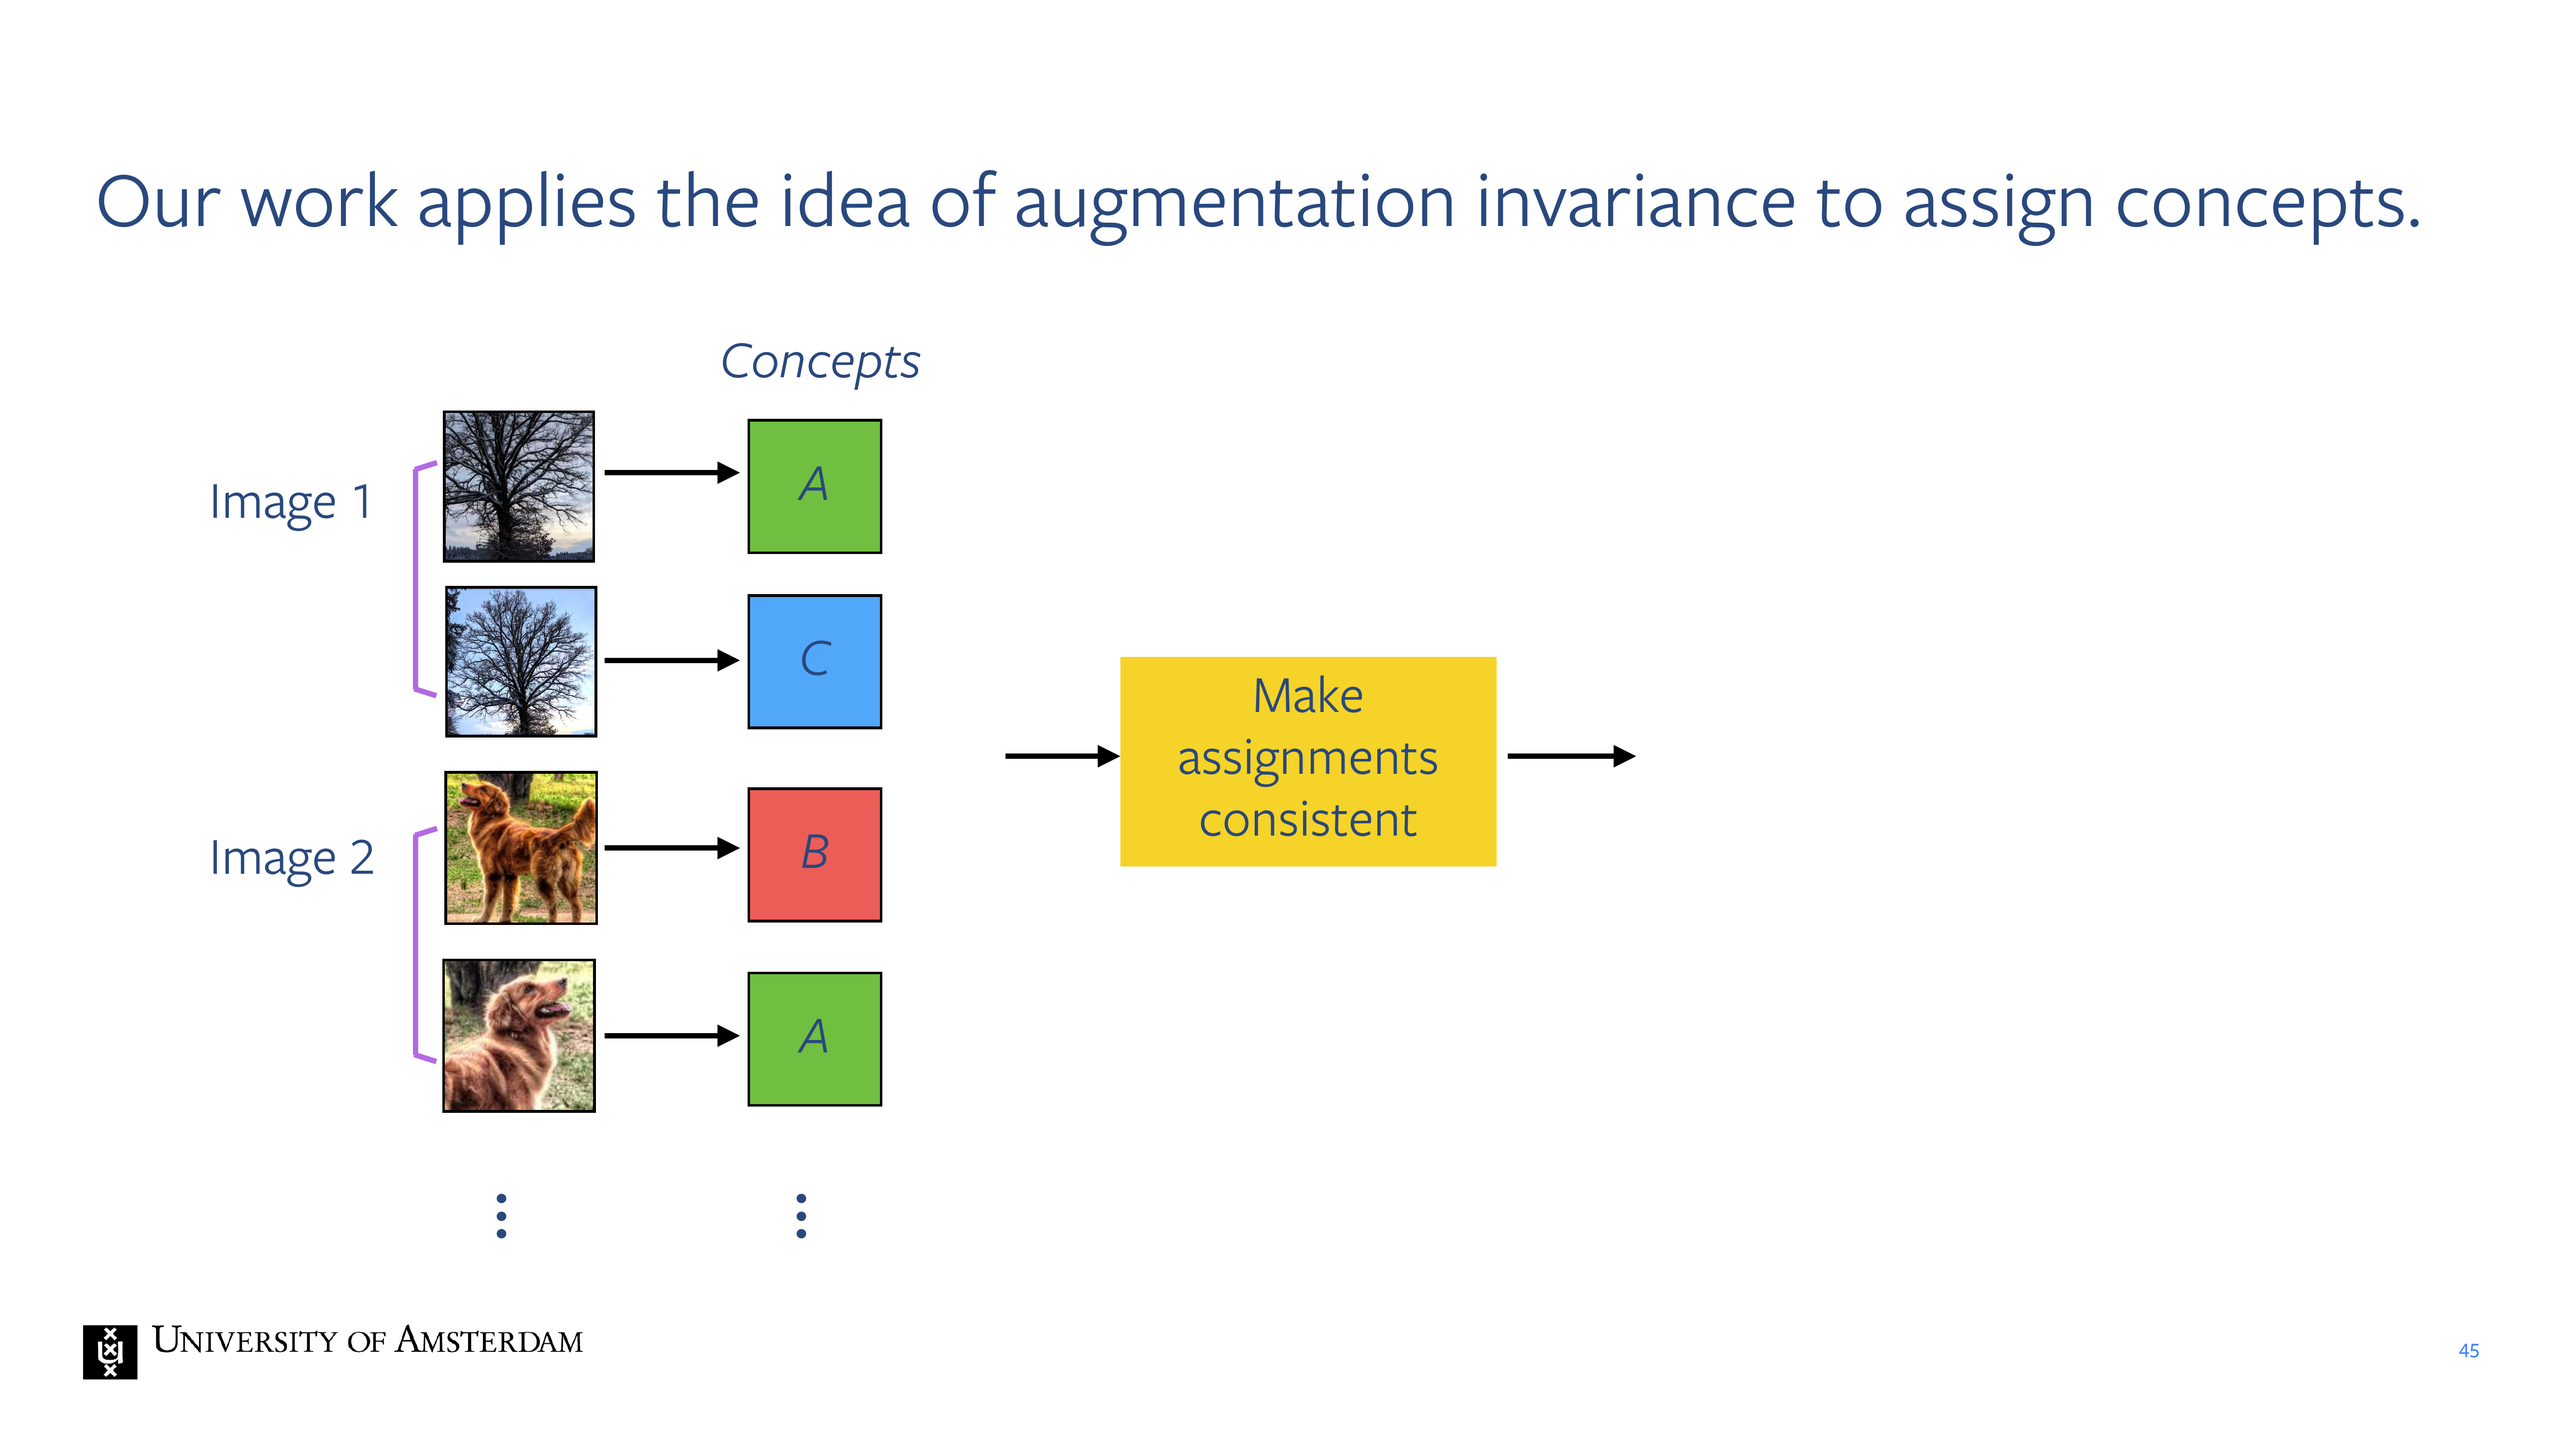 Our work applies the idea of augmentation invariance to assign concepts.
Concepts
Image 1
A
C
Image 2
B
A
Make
assignments
consistent
UNIVERSITY OF AMSTERDAM
45